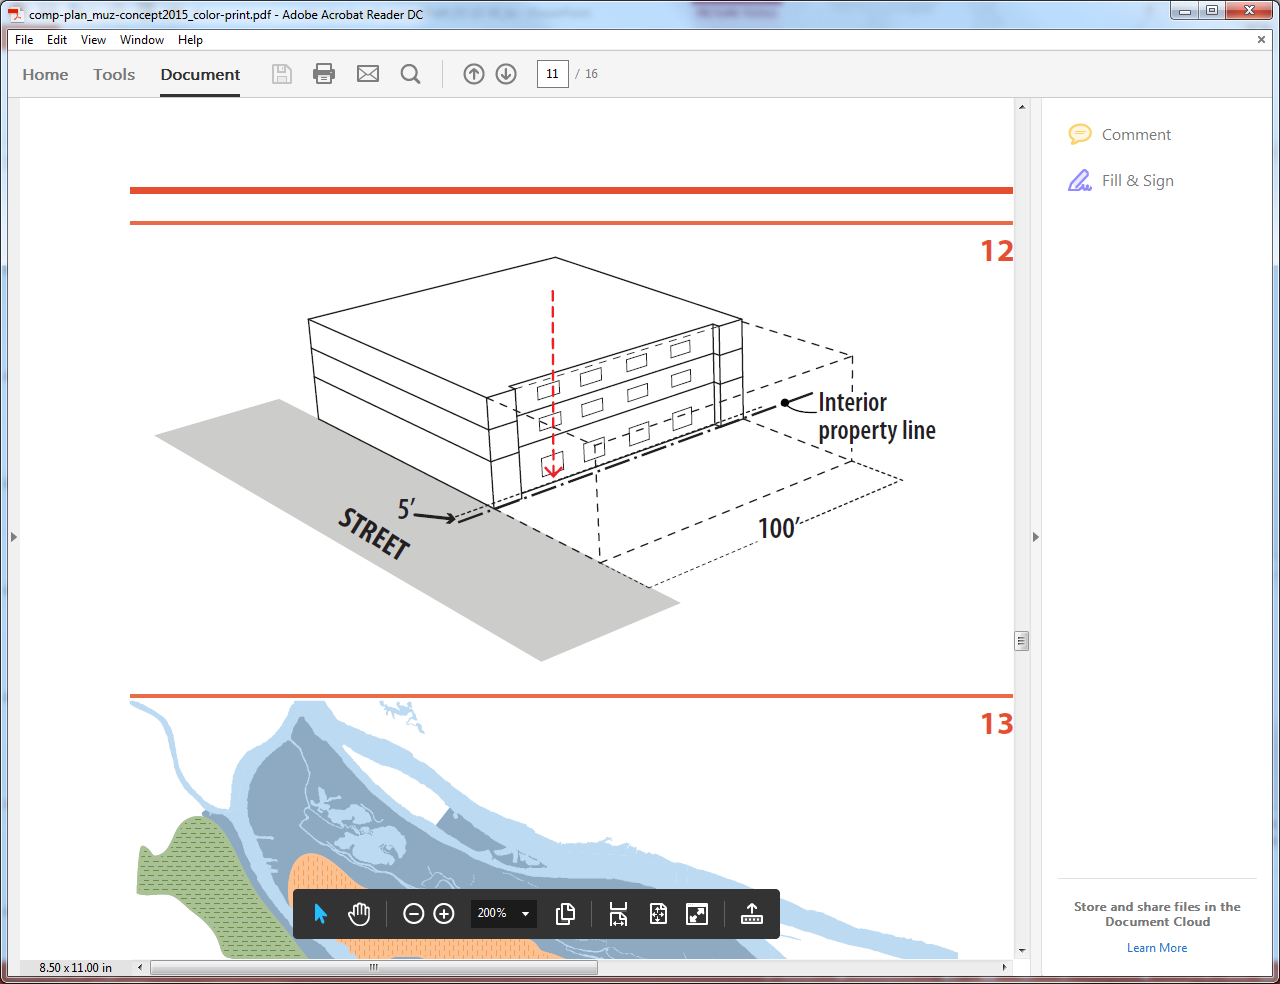 comp-plan_muz-concept2015_color-print.pdf - Adobe Acrobat Reader DC
File Edit View Window Help
Home Tools Document 11 / 16
Comment
Fill & Sign
12
Interior
property line
5’
STREET
100’
13
200%
Store and share files in the
Document Cloud
Learn More
8.50 x 11.00 in